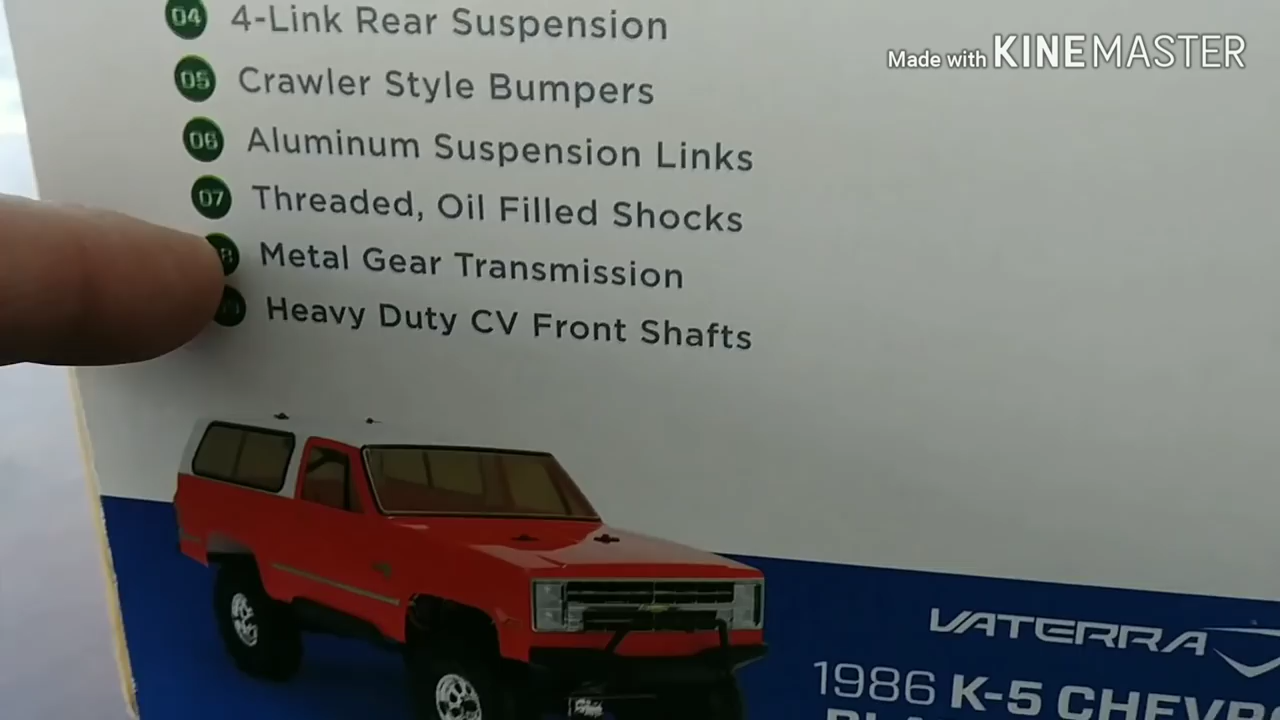 04 4-Link Rear Suspension
Made with KINEMASTER
05 Crawler Style Bumpers
06 Aluminum Suspension Links
07 Threaded, Oil Filled Shocks
Metal Gear Transmission
Heavy Duty CV Front Shafts
VATERRA
1986 K-5